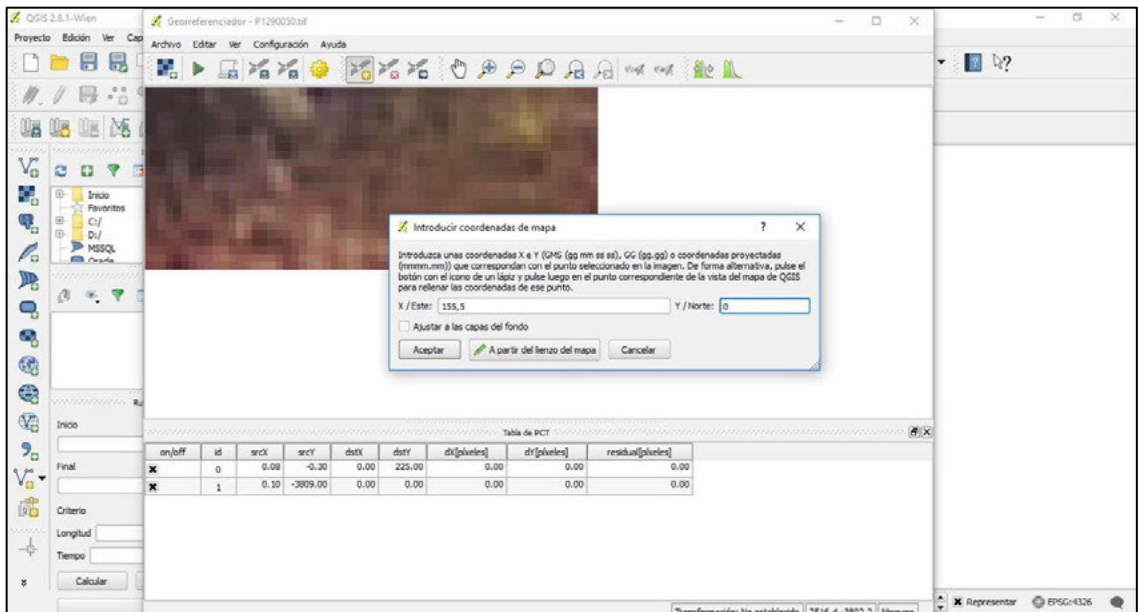 QGIS 2.8.1-Wien
Proyecto Edición Ver Cap
Georreferenciador - P1290050.tif
Archivo Editar Ver Configuración Ayuda
Inicio
Favoritos
C:/
D:/
MSSQL
Oracle
Introducir coordenadas de mapa
Introduzca unas coordenadas X e Y (GMS (gg mm ss ss), GG (gg.gg) o coordenadas proyectadas
(mmmm.mm)) que correspondan con el punto seleccionado en la imagen. De forma alternativa, pulse el
botón con el icono de un lápiz y pulse luego en el punto correspondiente de la vista del mapa de QGIS
para rellenar las coordenadas de ese punto.
X / Este: 155,5 Y / Norte: 0
Ajustar a las capas del fondo
Aceptar A partir del lienzo del mapa Cancelar
Ru
Inicio
Final
Criterio
Longitud
Tiempo
Calcular
Tabla de PCT
on/off id srcX srcY dstX dstY dX[píxeles] dY[píxeles] residual[píxeles]
0 0.08 -0.30 0.00 225.00 0.00 0.00 0.00
1 0.10 -3809.00 0.00 0.00 0.00 0.00 0.00
Representar EPSG:4326